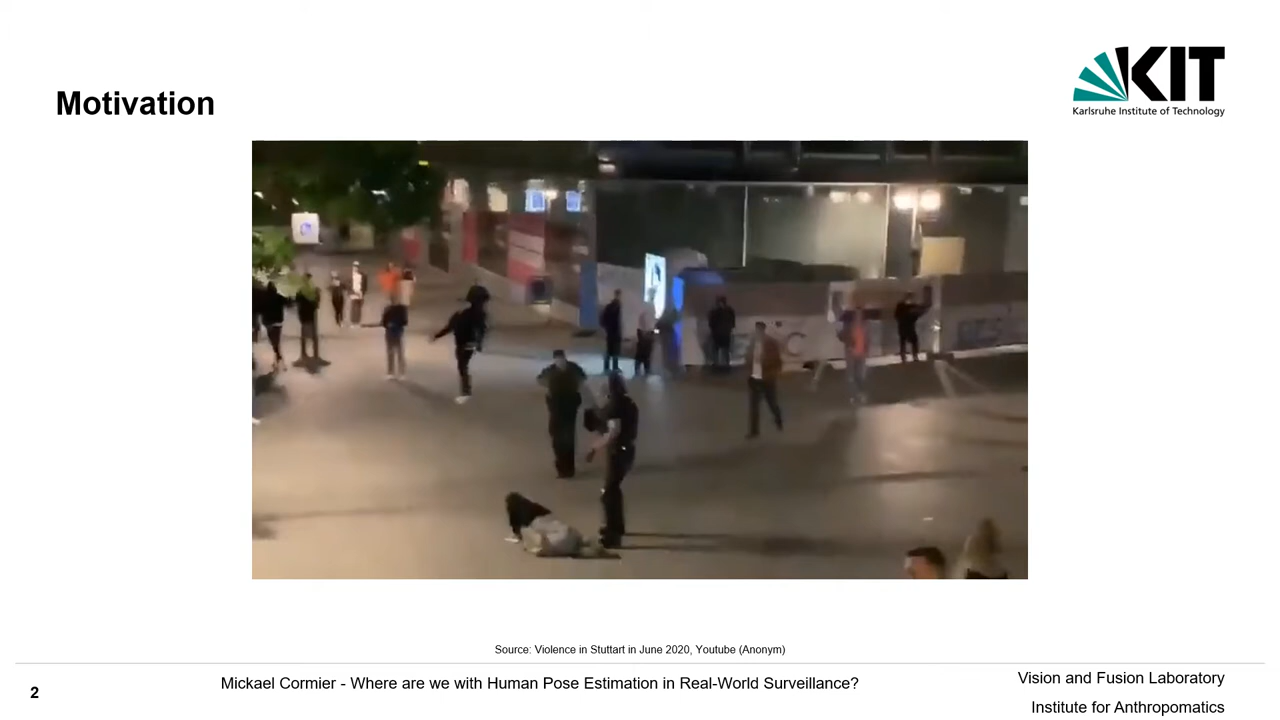 KIT
Karlsruhe Institute of Technology
Motivation
Source: Violence in Stuttart in June 2020, Youtube (Anonym)
2
Mickael Cormier - Where are we with Human Pose Estimation in Real-World Surveillance?
Vision and Fusion Laboratory
Institute for Anthropomatics